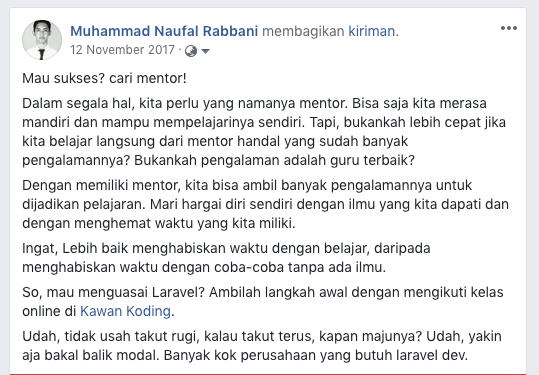 Muhammad Naufal Rabbani membagikan kiriman.
12 November 2017 ·
Mau sukses? cari mentor!
Dalam segala hal, kita perlu yang namanya mentor. Bisa saja kita merasa
mandiri dan mampu mempelajarinya sendiri. Tapi, bukankah lebih cepat jika
kita belajar langsung dari mentor handal yang sudah banyak
pengalamannya? Bukankah pengalaman adalah guru terbaik?
Dengan memiliki mentor, kita bisa ambil banyak pengalamannya untuk
dijadikan pelajaran. Mari hargai diri sendiri dengan ilmu yang kita dapati dan
dengan menghemat waktu yang kita miliki.
Ingat, Lebih baik menghabiskan waktu dengan belajar, daripada
menghabiskan waktu dengan coba-coba tanpa ada ilmu.
So, mau menguasai Laravel? Ambilah langkah awal dengan mengikuti kelas
online di Kawan Koding.
Udah, tidak usah takut rugi, kalau takut terus, kapan majunya? Udah, yakin
aja bakal balik modal. Banyak kok perusahaan yang butuh laravel dev.